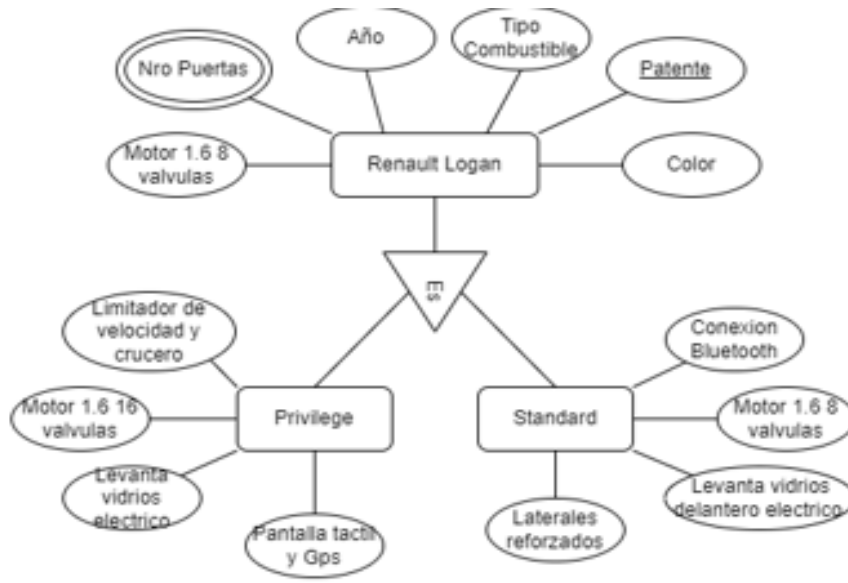 Nro Puertas
Año
Tipo
Combustible
Patente
Motor 1.6 8
valvulas
Renault Logan
Color
Es
Limitador de
velocidad y
crucero
Conexion
Bluetooth
Motor 1.6 16
valvulas
Privilege
Standard
Motor 1.6 8
valvulas
Levanta
vidrios
electrico
Pantalla tactil
y Gps
Laterales
reforzados
Levanta vidrios
delantero electrico